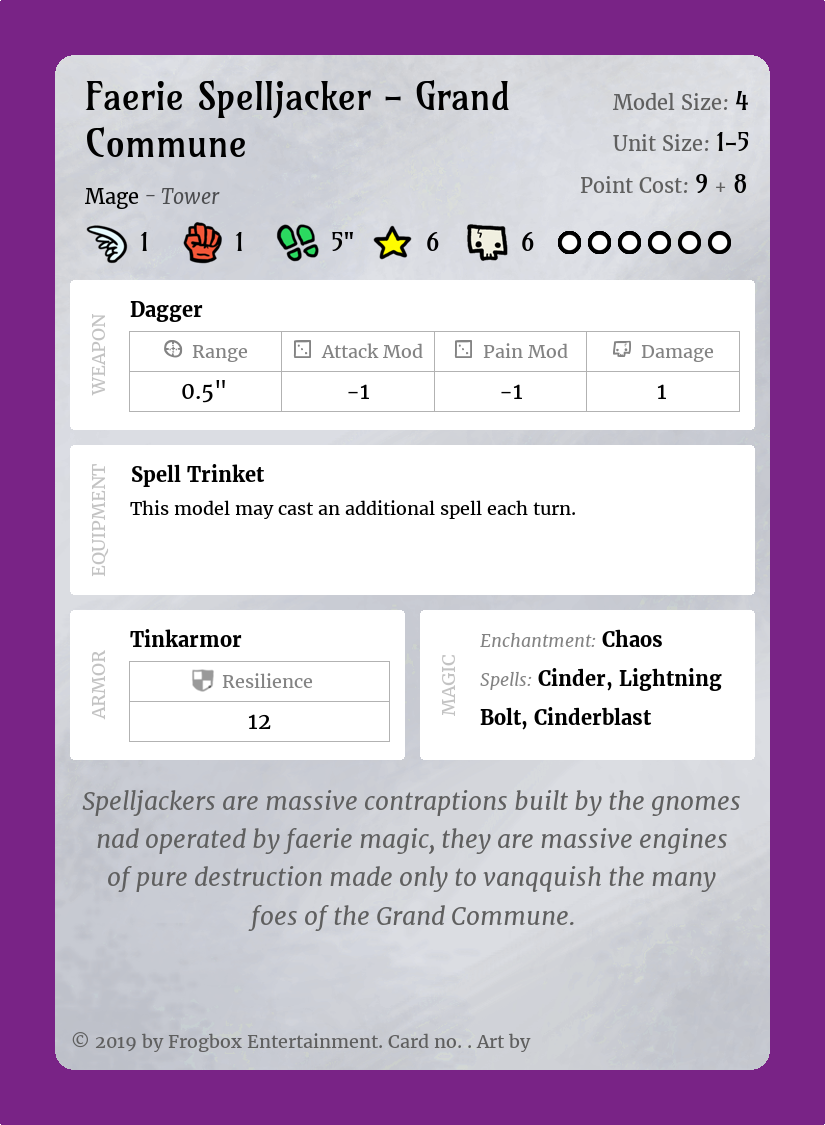 Faerie Spelljacker – Grand
Commune
Model Size: 4
Unit Size: 1–5
Point Cost: 9 + 8
Mage - Tower
1 1 5" 6 6
WEAPON
Dagger
Range Attack Mod Pain Mod Damage
0.5" -1 -1 1
EQUIPMENT
Spell Trinket
This model may cast an additional spell each turn.
ARMOR
Tinkarmor
Resilience
12
MAGIC
Enchantment: Chaos
Spells: Cinder, Lightning
Bolt, Cinderblast
Spelljackers are massive contraptions built by the gnomes
nad operated by faerie magic, they are massive engines
of pure destruction made only to vanqquish the many
foes of the Grand Commune.
© 2019 by Frogbox Entertainment. Card no. . Art by